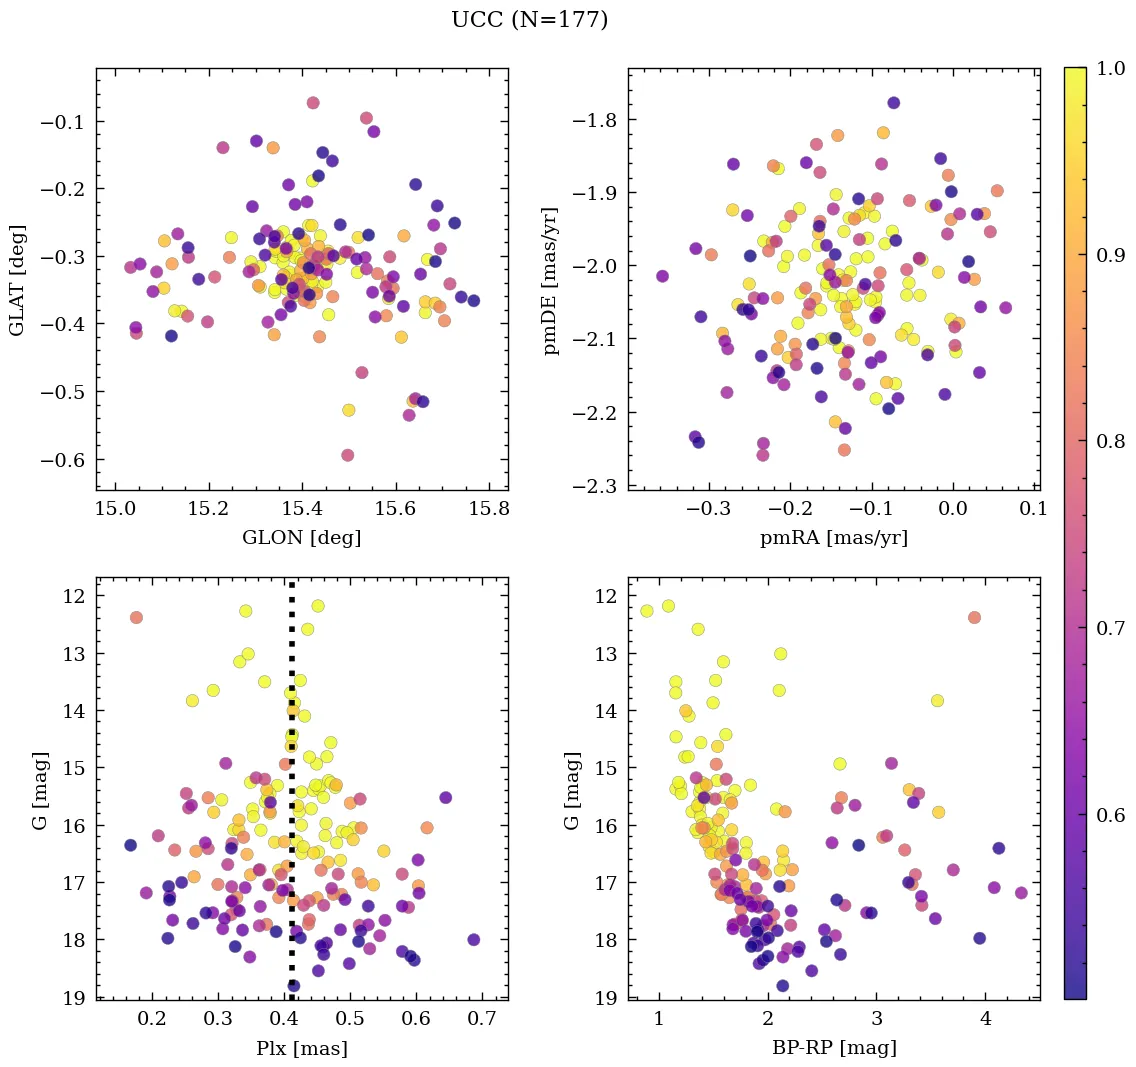 UCC (N=177)
−0.1
−0.2
−0.3
−0.4
−0.5
−0.6
GLAT [deg]
15.0 15.2 15.4 15.6 15.8
GLON [deg]
−1.8
−1.9
−2.0
−2.1
−2.2
−2.3
pmDE [mas/yr]
−0.3 −0.2 −0.1 0.0 0.1
pmRA [mas/yr]
1.0
0.9
0.8
0.7
0.6
12
13
14
15
16
17
18
19
G [mag]
0.2 0.3 0.4 0.5 0.6 0.7
Plx [mas]
12
13
14
15
16
17
18
19
G [mag]
1 2 3 4
BP-RP [mag]